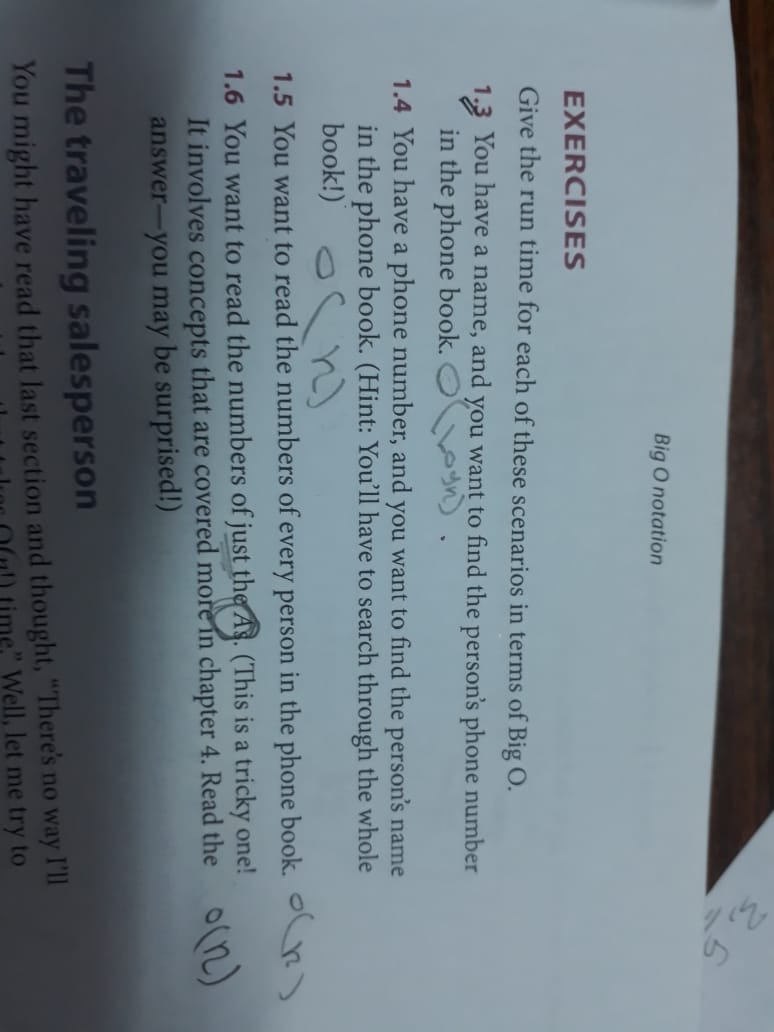 Big O notation
EXERCISES
Give the run time for each of these scenarios in terms of Big O.
1.3 You have a name, and you want to find the person's phone number
in the phone book. O(logn).
1.4 You have a phone number, and you want to find the person's name
in the phone book. (Hint: You'll have to search through the whole
book!) O(n)
1.5 You want to read the numbers of every person in the phone book. O(n)
1.6 You want to read the numbers of just the As. (This is a tricky one!
It involves concepts that are covered more in chapter 4. Read the O(n)
answer—you may be surprised!)
The traveling salesperson
You might have read that last section and thought, "There's no way I'll
O(n!) time." Well, let me try to